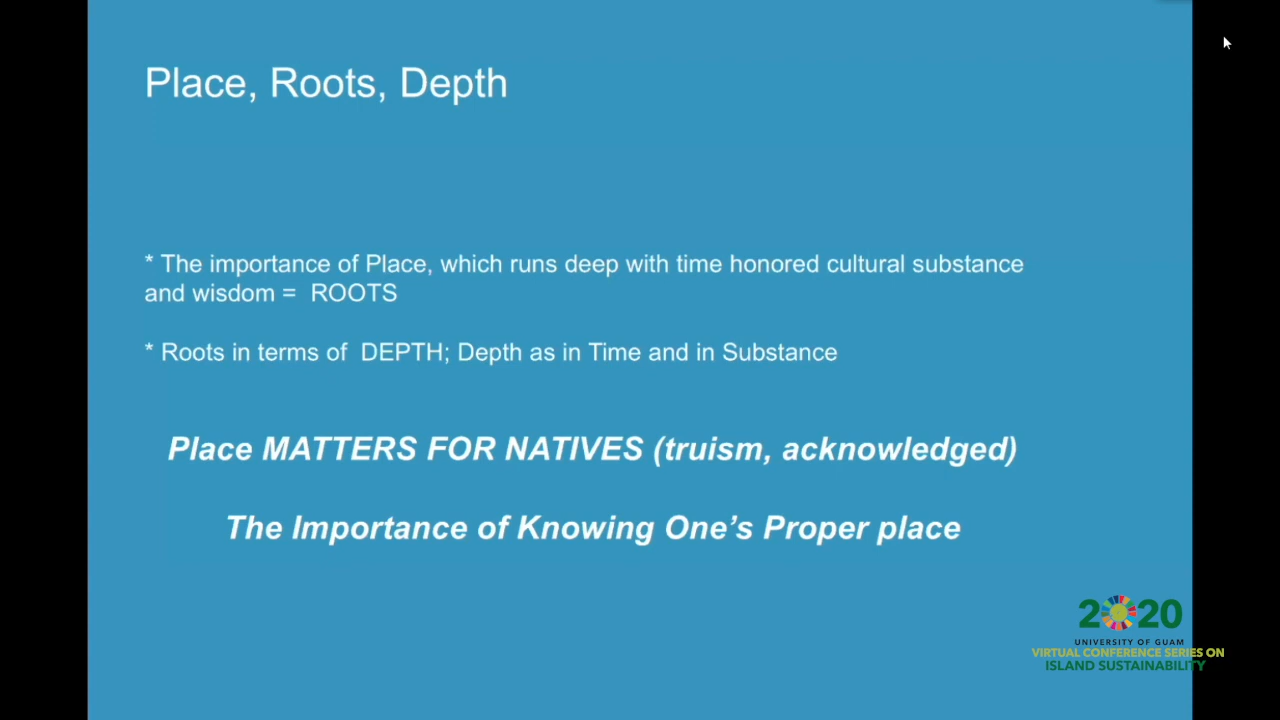 Place, Roots, Depth
* The importance of Place, which runs deep with time honored cultural substance
and wisdom = ROOTS
* Roots in terms of DEPTH; Depth as in Time and in Substance
Place MATTERS FOR NATIVES (truism, acknowledged)
The Importance of Knowing One’s Proper place
2020
UNIVERSITY OF GUAM
VIRTUAL CONFERENCE SERIES ON
ISLAND SUSTAINABILITY